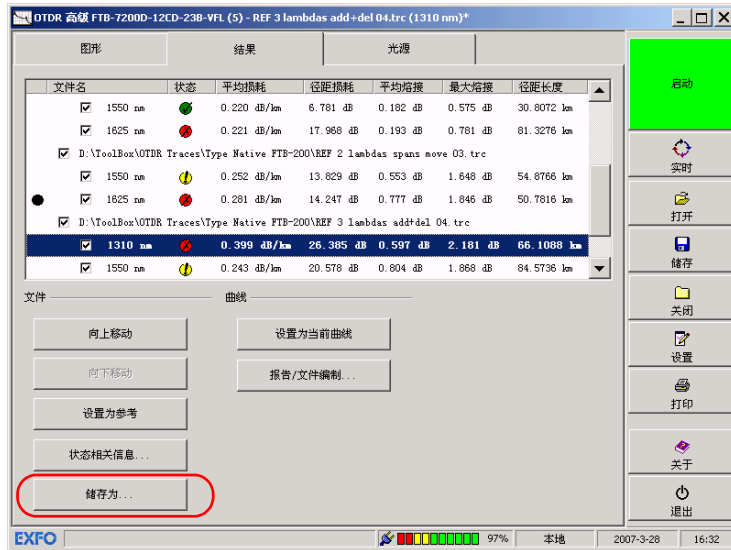 OTDR 高级 FTB-7200D-12CD-23B-VFL (5) - REF 3 lambdas add+del 04.trc (1310 nm)*
图形 结果 光源
文件名 状态 平均损耗 径距损耗 平均熔接 最大熔接 径距长度
1550 nm 0.220 dB/km 6.781 dB 0.182 dB 0.575 dB 30.8072 km
1625 nm 0.221 dB/km 17.968 dB 0.193 dB 0.781 dB 81.3276 km
D:\ToolBox\OTDR Traces\Type Native FTB-200\REF 2 lambdas spans move 03.trc
1550 nm 0.252 dB/km 13.829 dB 0.553 dB 1.648 dB 54.8766 km
1625 nm 0.281 dB/km 14.247 dB 0.777 dB 1.846 dB 50.7816 km
D:\ToolBox\OTDR Traces\Type Native FTB-200\REF 3 lambdas add+del 04.trc
1310 nm 0.399 dB/km 26.385 dB 0.597 dB 2.181 dB 66.1088 km
1550 nm 0.243 dB/km 20.578 dB 0.804 dB 1.868 dB 84.5736 km
文件 曲线
向上移动 设置为当前曲线
向下移动 报告/文件编制...
设置为参考
状态相关信息...
储存为...
启动
实时
打开
储存
关闭
设置
打印
关于
退出
EXFO 97% 本地 2007-3-28 16:32